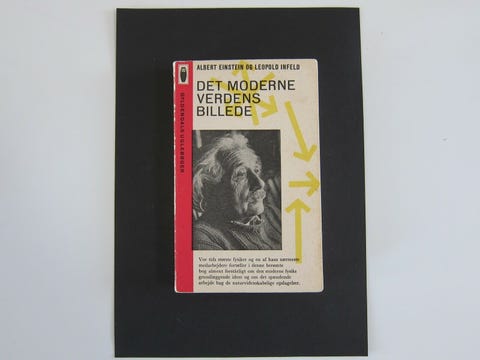 ALBERT EINSTEIN OG LEOPOLD INFELD
DET MODERNE
VERDENS
BILLEDE
GYLDENDALS UGLEBØGER
Vor tids største fysiker og en af hans nærmeste
medarbejdere fortæller i denne berømte
bog alment forståeligt om den moderne fysiks
grundlæggende ideer og om det spændende
arbejde bag de naturvidenskabelige opdagelser.